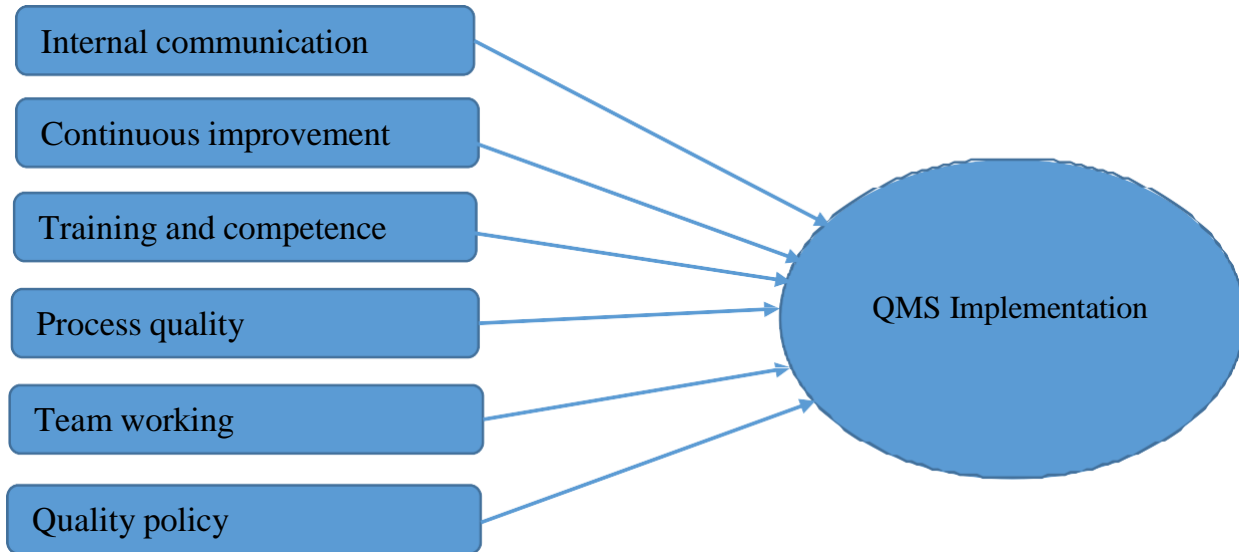 Internal communication
Continuous improvement
Training and competence
Process quality
Team working
Quality policy
QMS Implementation